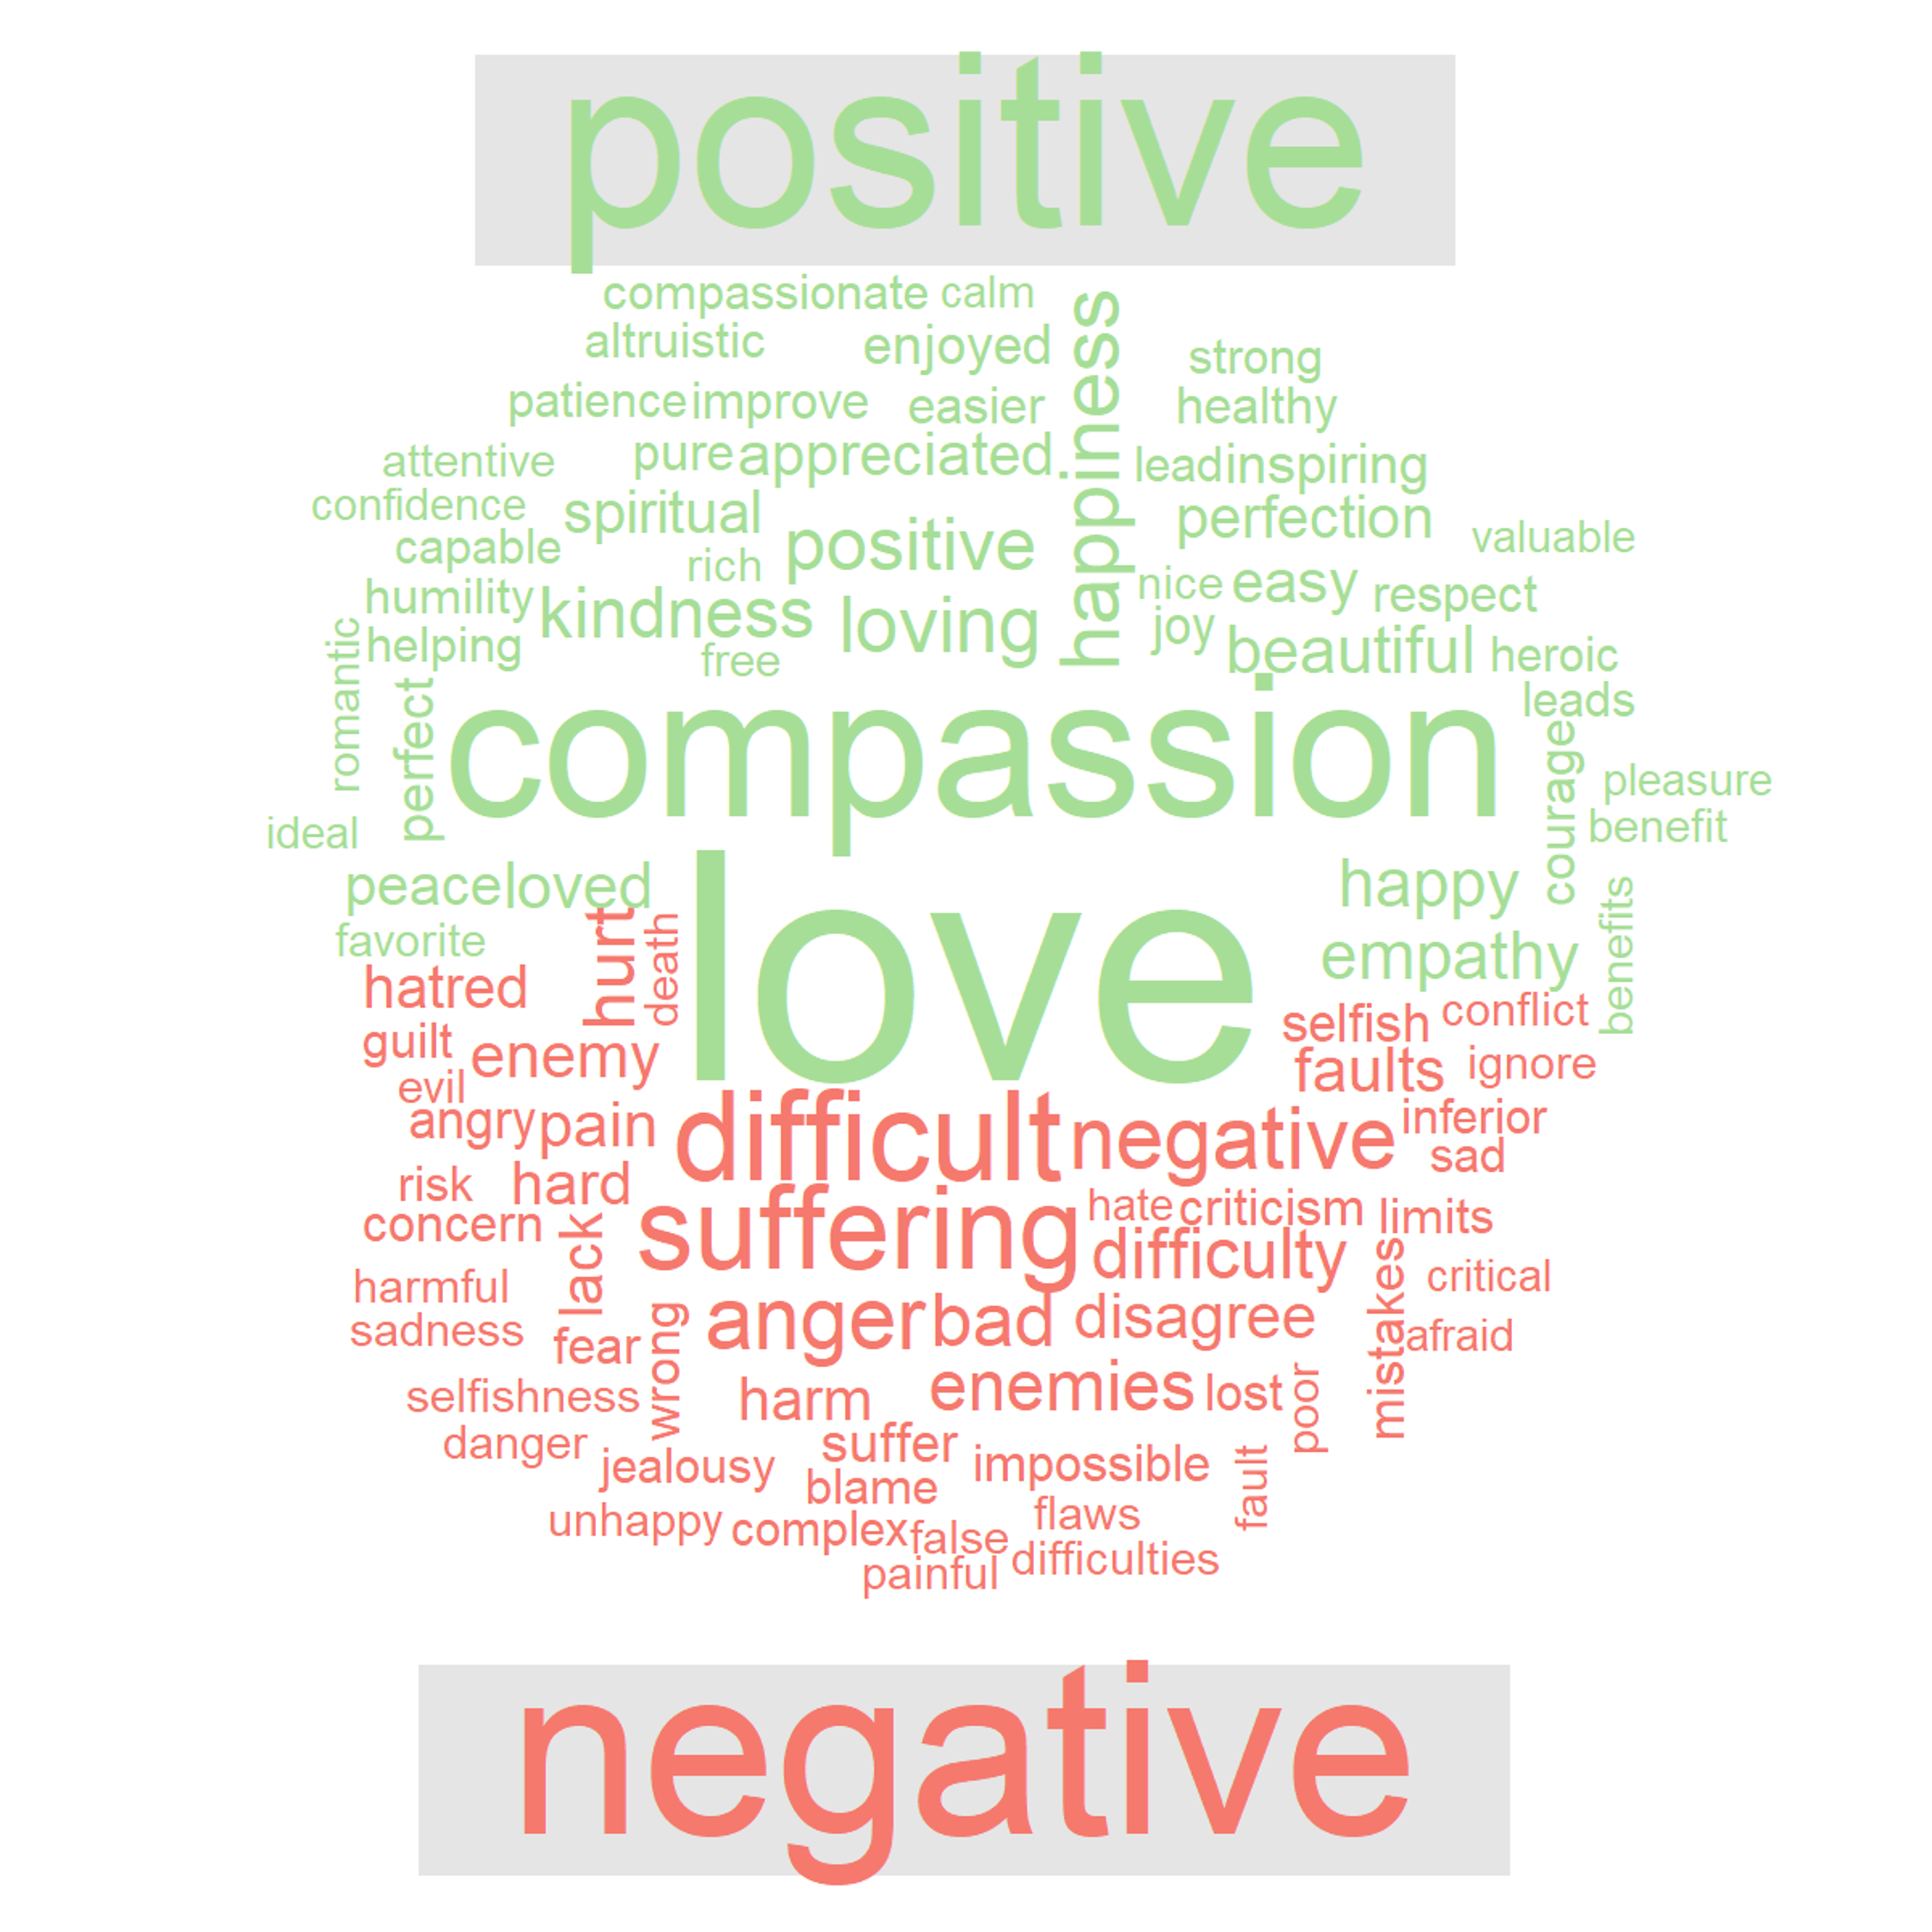 positive
compassionate calm
altruistic enjoyed happiness strong
patience improve easier healthy
attentive pure appreciated lead inspiring
confidence spiritual positive perfection valuable
capable rich nice easy respect
humility kindness loving joy
romantic helping free beautiful heroic
perfect compassion leads
ideal courage pleasure
benefit
peace loved love happy
favorite hurt death empathy benefits
hatred selfish conflict
guilt enemy faults ignore
evil
angry pain difficult negative inferior
sad
risk hard suffering hate criticism limits
concern lack difficulty
harmful mistakes critical
sadness fear wrong anger bad disagree afraid
selfishness harm enemies lost poor
danger jealousy suffer impossible fault
blame
unhappy complex false flaws
painful difficulties
negative